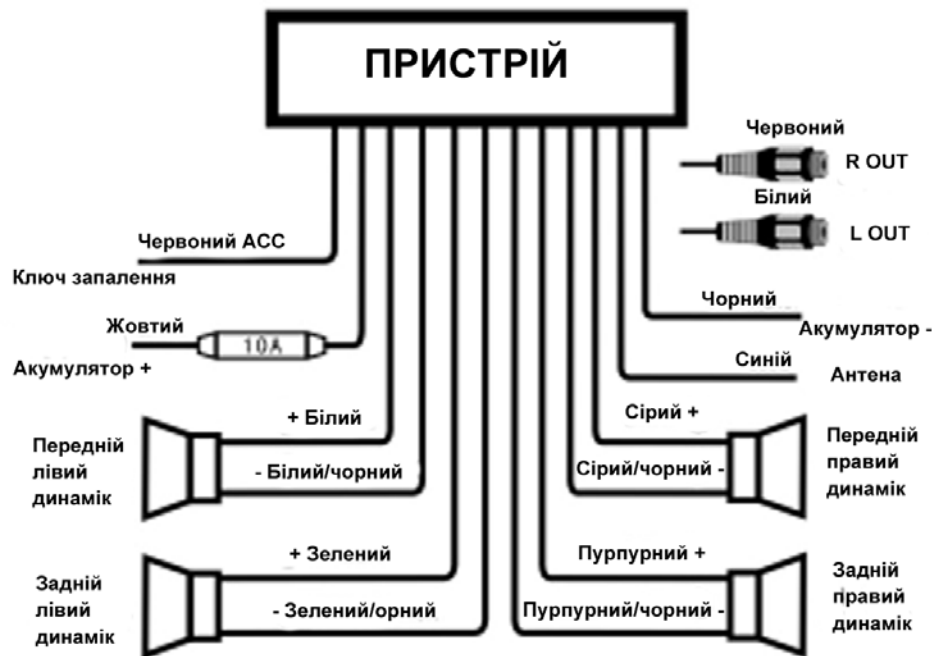 ПРИСТРІЙ
Червоний
R OUT
Білий
L OUT
Червоний ACC
Ключ запалення
Чорний
Акумулятор -
Жовтий
10A
Акумулятор +
Синій
Антена
+ Білий
Передній
лівий
динамік
- Білий/чорний
Сірий +
Сірий/чорний -
Передній
правий
динамік
+ Зелений
Задній
лівий
динамік
- Зелений/орний
Пурпурний +
Пурпурний/чорний -
Задній
правий
динамік